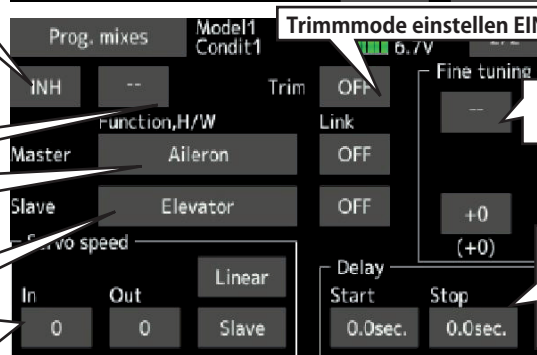 Prog. mixes
Model1
Condit1
Trimmmode einstellen EIN
6.7V
INH
--
Trim
OFF
Fine tuning
--
Function,H/W
Link
Master
Aileron
OFF
Slave
Elevator
OFF
+0
(+0)
Servo speed
Linear
Delay
In
Out
Start
Stop
0
0
Slave
0.0sec.
0.0sec.